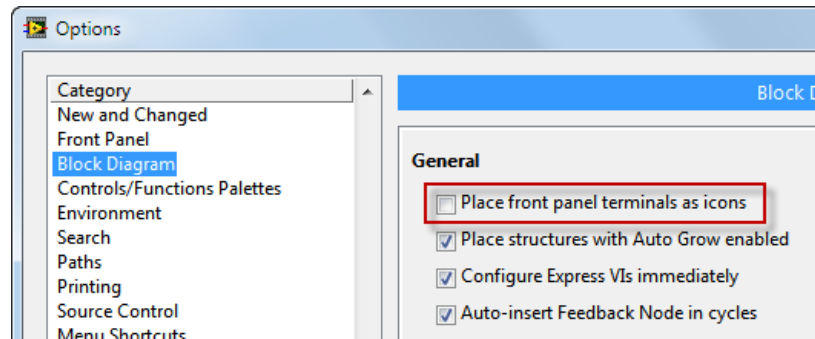 Options
Category
New and Changed
Front Panel
Block Diagram
Controls/Functions Palettes
Environment
Search
Paths
Printing
Source Control
Menu Shortcuts
Block
General
Place front panel terminals as icons
Place structures with Auto Grow enabled
Configure Express VIs immediately
Auto-insert Feedback Node in cycles